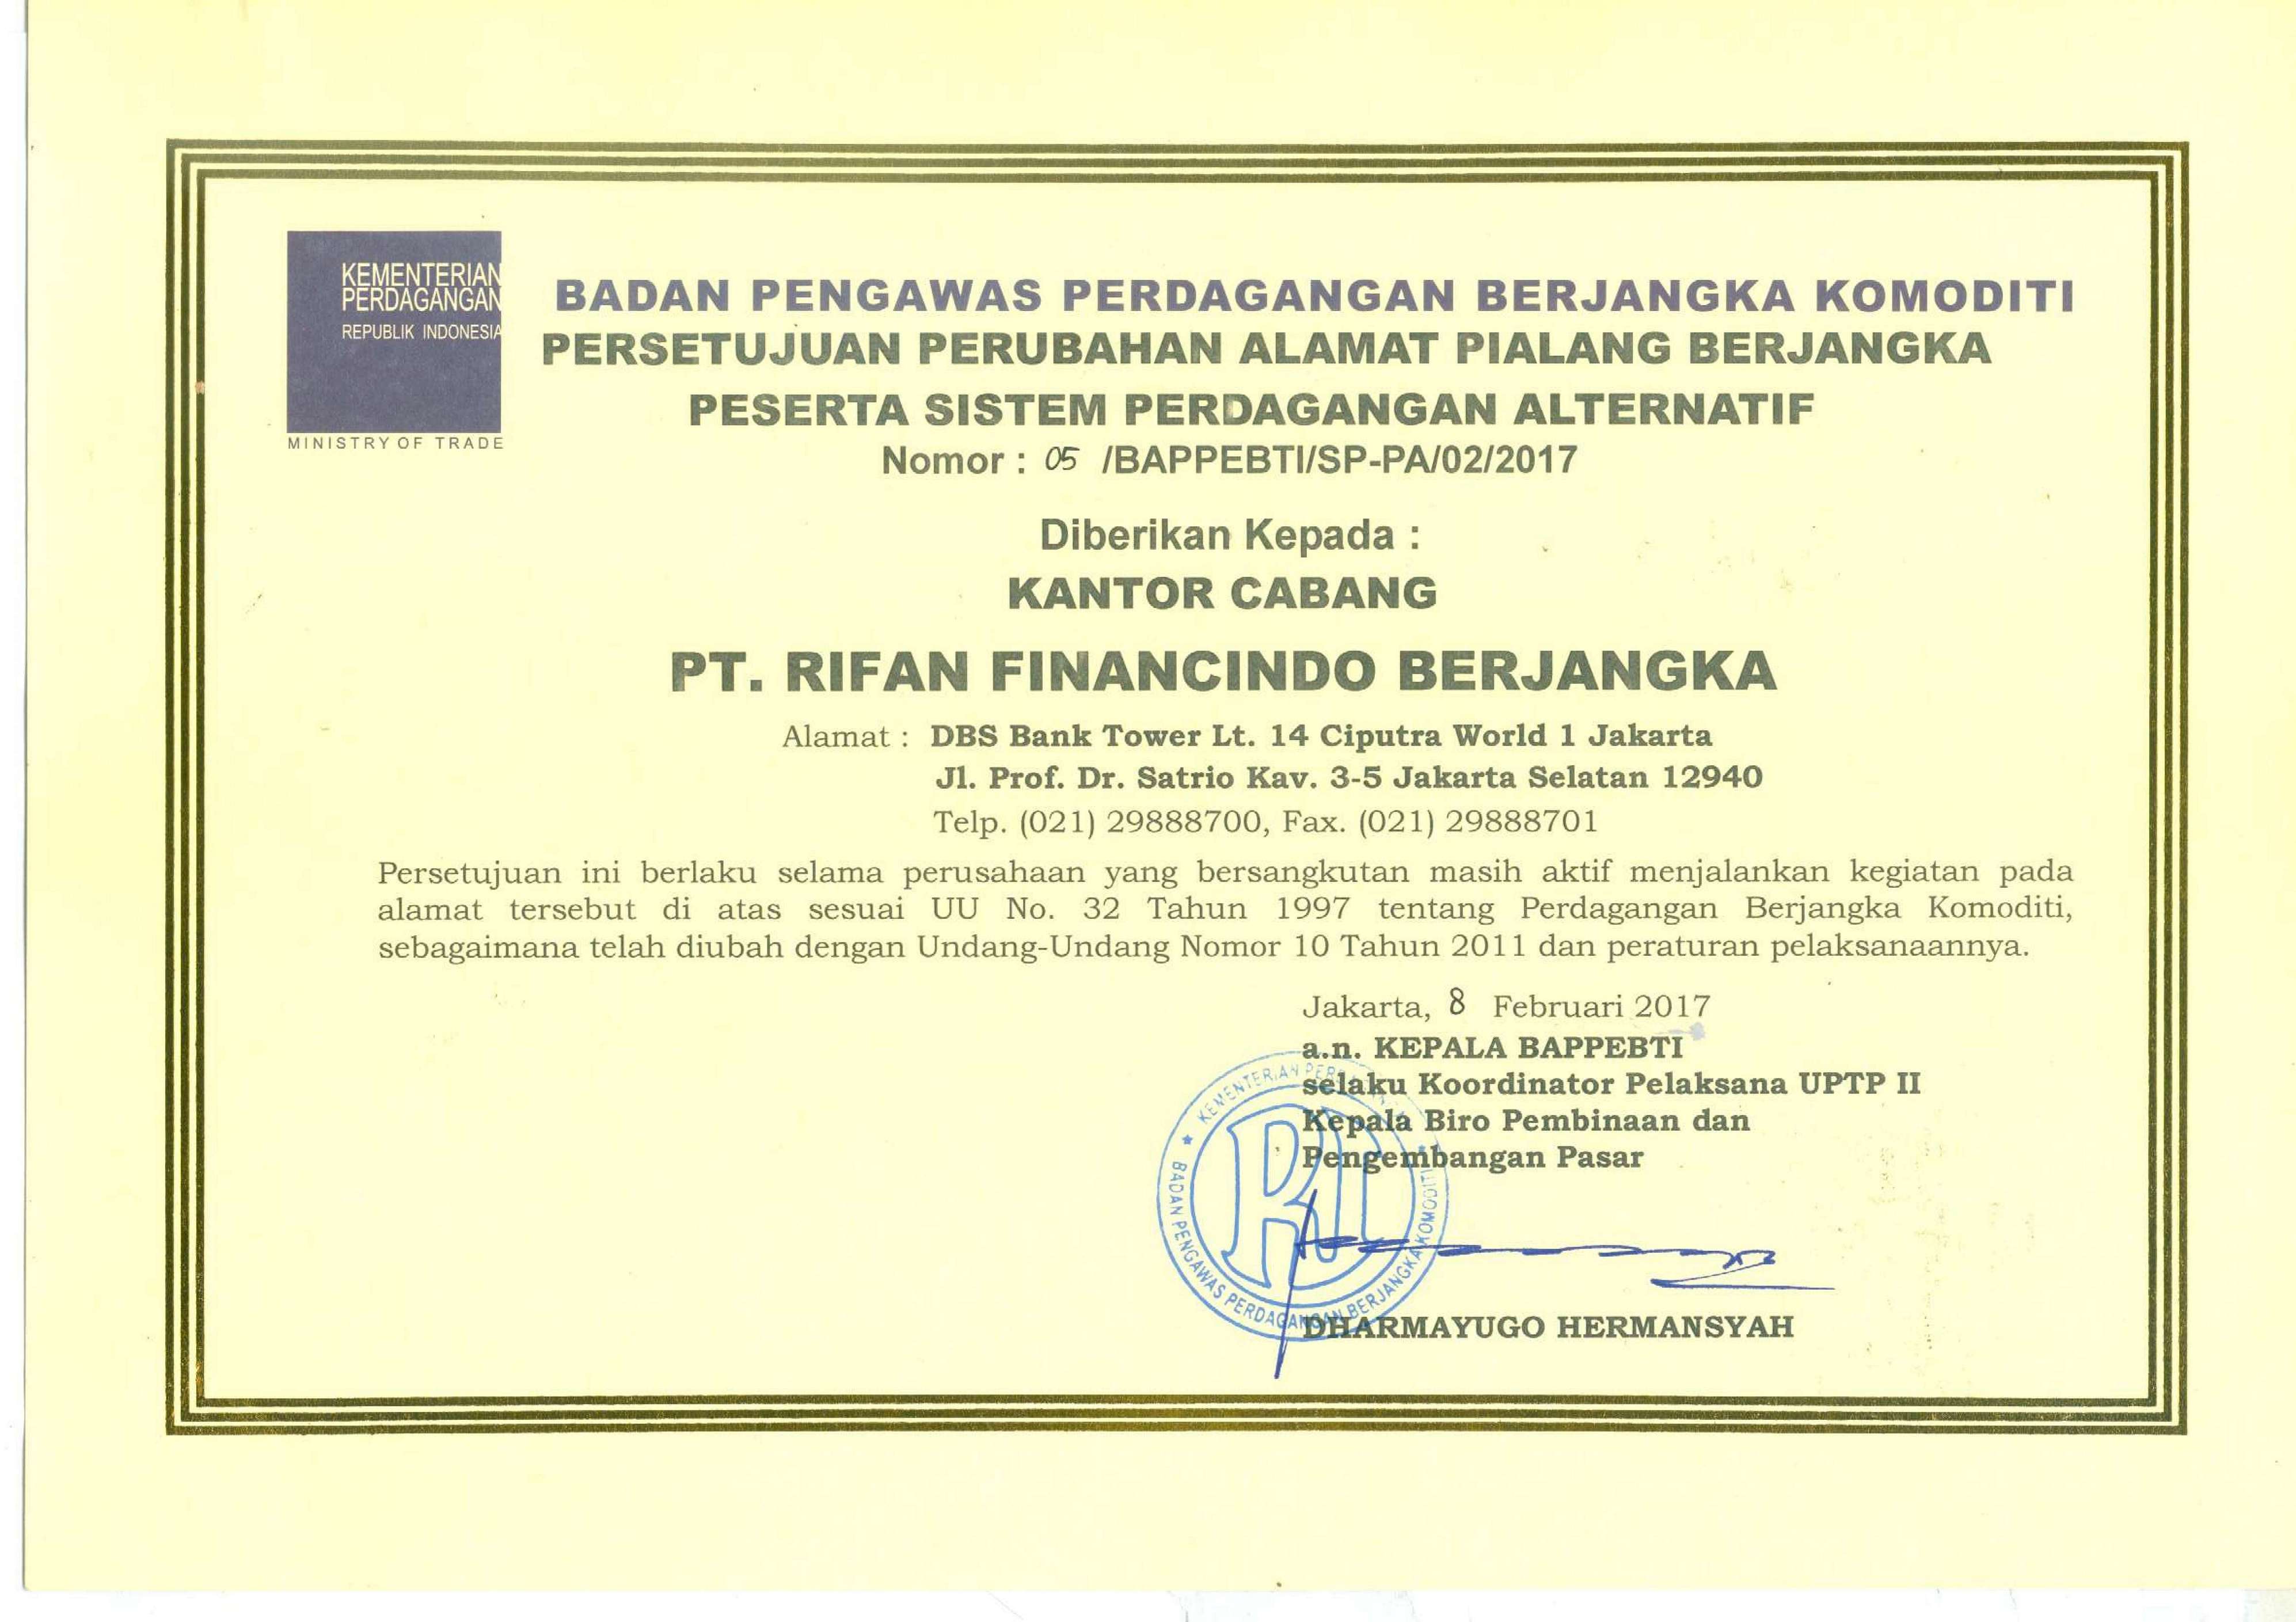 KEMENTERIAN
PERDAGANGAN
REPUBLIK INDONESIA
MINISTRY OF TRADE
BADAN PENGAWAS PERDAGANGAN BERJANGKA KOMODITI
PERSETUJUAN PERUBAHAN ALAMAT PIALANG BERJANGKA
PESERTA SISTEM PERDAGANGAN ALTERNATIF
Nomor : 05 /BAPPEBTI/SP-PA/02/2017
Diberikan Kepada :
KANTOR CABANG
PT. RIFAN FINANCINDO BERJANGKA
Alamat : DBS Bank Tower Lt. 14 Ciputra World 1 Jakarta
Jl. Prof. Dr. Satrio Kav. 3-5 Jakarta Selatan 12940
Telp. (021) 29888700, Fax. (021) 29888701
Persetujuan ini berlaku selama perusahaan yang bersangkutan masih aktif menjalankan kegiatan pada
alamat tersebut di atas sesuai UU No. 32 Tahun 1997 tentang Perdagangan Berjangka Komoditi,
sebagaimana telah diubah dengan Undang-Undang Nomor 10 Tahun 2011 dan peraturan pelaksanaannya.
Jakarta, 8 Februari 2017
a.n. KEPALA BAPPEBTI
selaku Koordinator Pelaksana UPTP II
Kepala Biro Pembinaan dan
Pengembangan Pasar
KEMENTERIAN
BADAN PENGAWAS PERDAGANGAN BERJANGKA KOMODITI
DHARMAYUGO HERMANSYAH